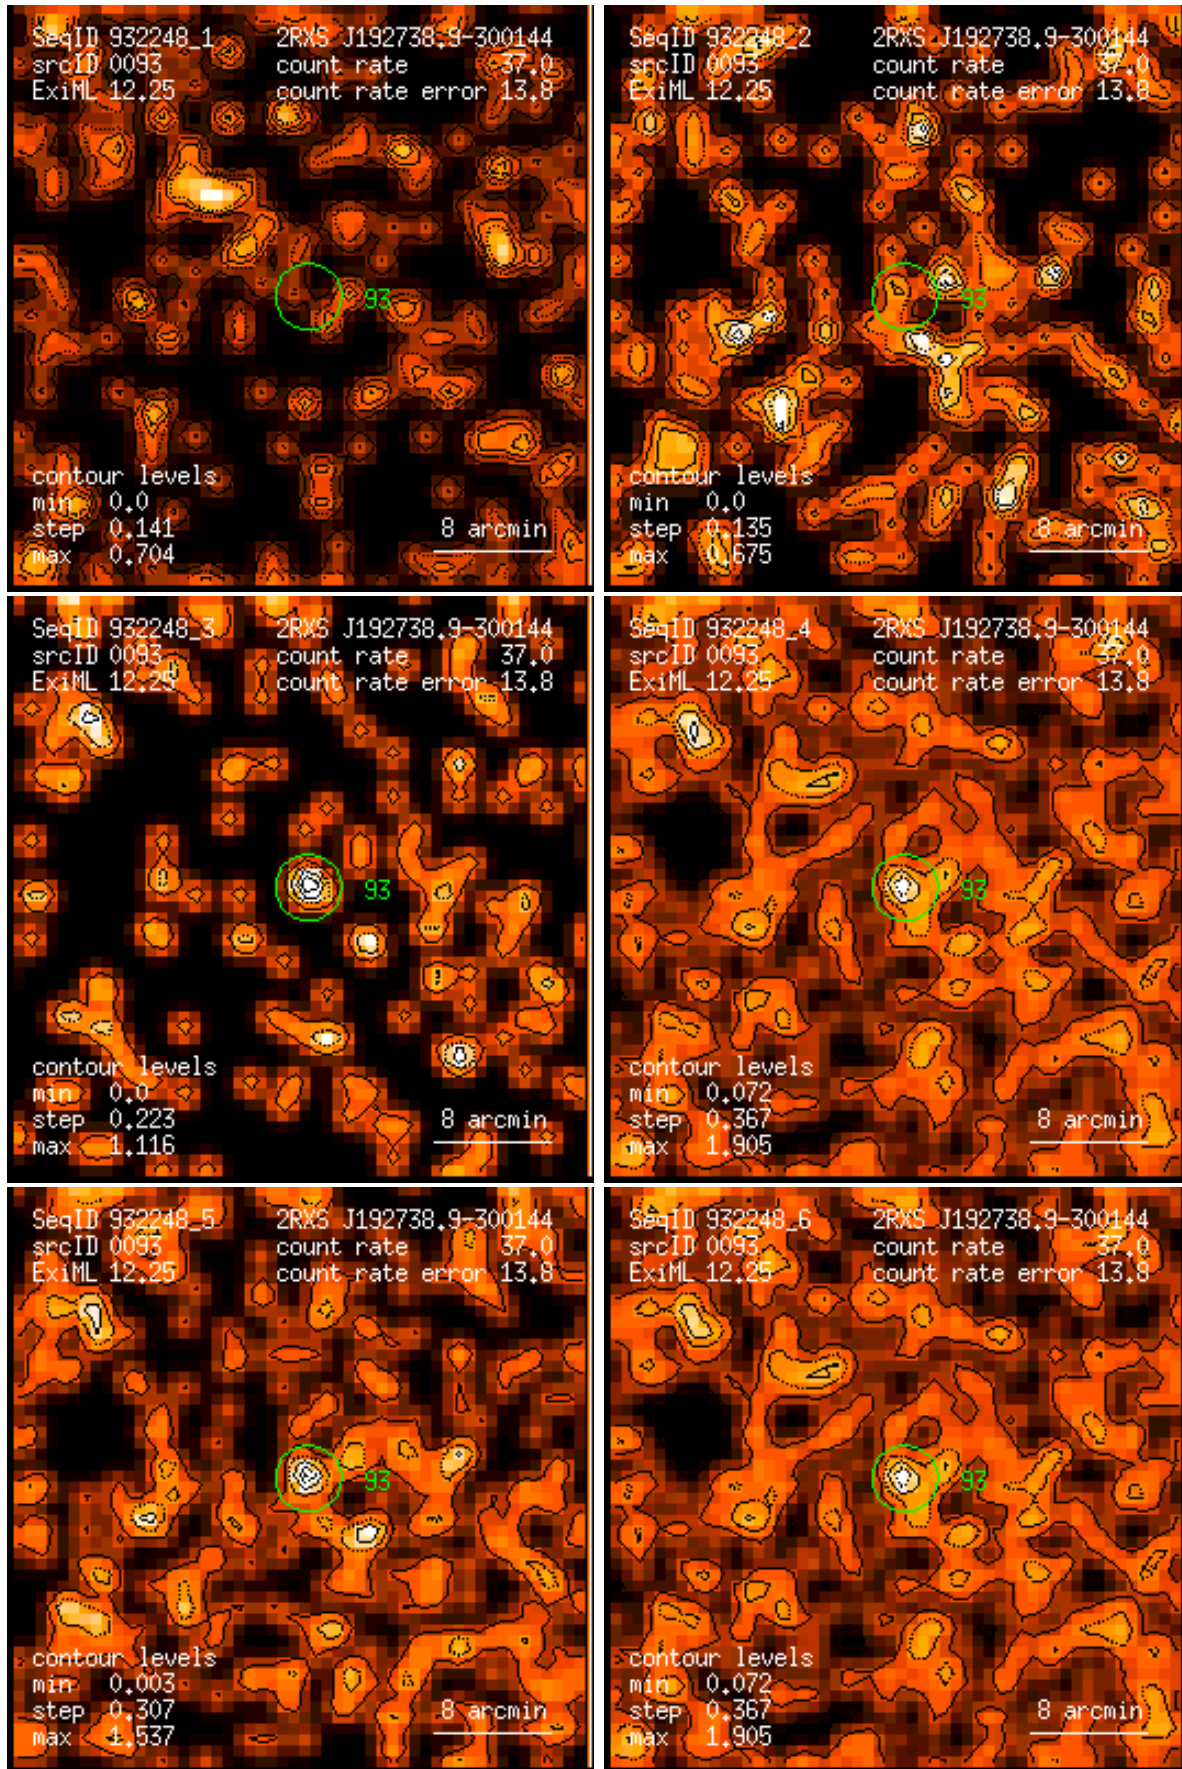 SeqID 932248_1 2RXS J192738.9-300144
srcID 0093 count rate 37.0
ExiML 12.25 count rate error 13.8
93
contour levels
min 0.0
step 0.141 8 arcmin
max 0.704
SeqID 932248_2 2RXS J192738.9-300144
srcID 0093 count rate 37.0
ExiML 12.25 count rate error 13.8
93
contour levels
min 0.0
step 0.135 8 arcmin
max 0.675
SeqID 932248_3 2RXS J192738.9-300144
srcID 0093 count rate 37.0
ExiML 12.25 count rate error 13.8
93
contour levels
min 0.0
step 0.223 8 arcmin
max 1.116
SeqID 932248_4 2RXS J192738.9-300144
srcID 0093 count rate 37.0
ExiML 12.25 count rate error 13.8
93
contour levels
min 0.072
step 0.367 8 arcmin
max 1.905
SeqID 932248_5 2RXS J192738.9-300144
srcID 0093 count rate 37.0
ExiML 12.25 count rate error 13.8
93
contour levels
min 0.003
step 0.307 8 arcmin
max 1.537
SeqID 932248_6 2RXS J192738.9-300144
srcID 0093 count rate 37.0
ExiML 12.25 count rate error 13.8
93
contour levels
min 0.072
step 0.367 8 arcmin
max 1.905